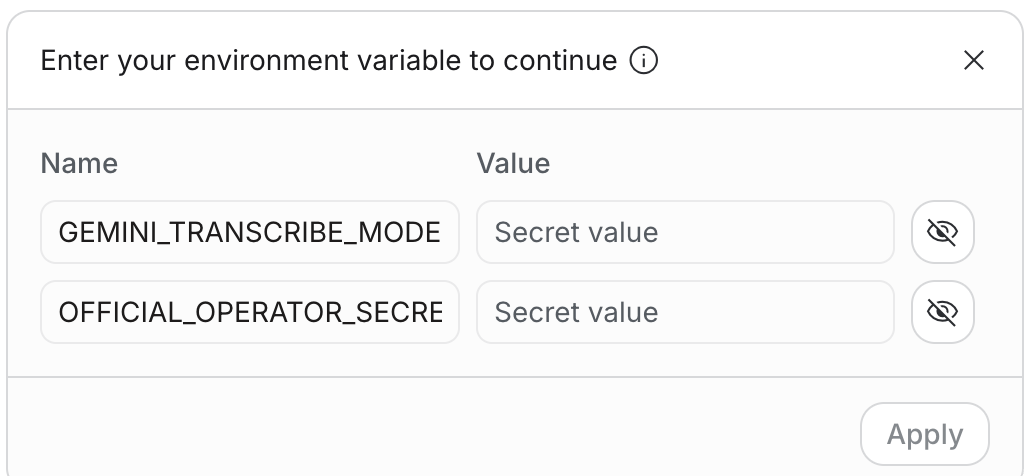 Enter your environment variable to continue
Name Value
GEMINI_TRANSCRIBE_MODE Secret value
OFFICIAL_OPERATOR_SECRE Secret value
Apply